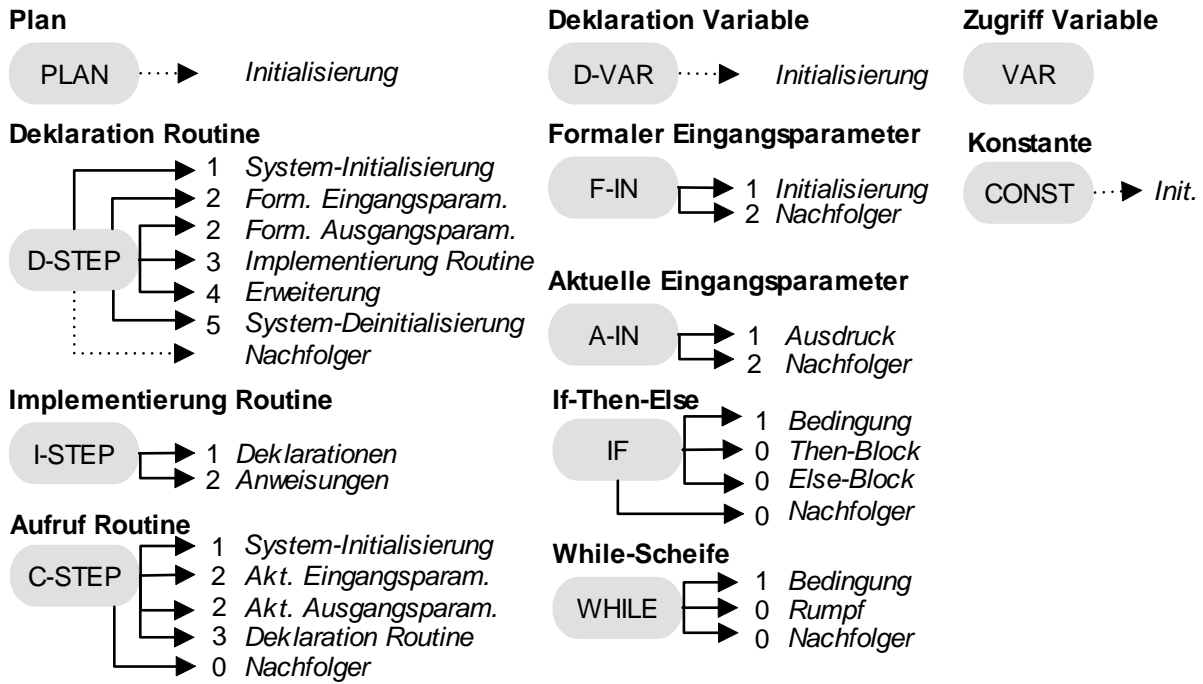 Plan
PLAN
Initialisierung
Deklaration Routine
D-STEP
1 System-Initialisierung
2 Form. Eingangsparam.
2 Form. Ausgangsparam.
3 Implementierung Routine
4 Erweiterung
5 System-Deinitialisierung
Nachfolger
Implementierung Routine
I-STEP
1 Deklarationen
2 Anweisungen
Aufruf Routine
C-STEP
1 System-Initialisierung
2 Akt. Eingangsparam.
2 Akt. Ausgangsparam.
3 Deklaration Routine
0 Nachfolger
Deklaration Variable
D-VAR
Initialisierung
Formaler Eingangsparameter
F-IN
1 Initialisierung
2 Nachfolger
Aktuelle Eingangsparameter
A-IN
1 Ausdruck
2 Nachfolger
If-Then-Else
IF
1 Bedingung
0 Then-Block
0 Else-Block
0 Nachfolger
While-Scheife
WHILE
1 Bedingung
0 Rumpf
0 Nachfolger
Zugriff Variable
VAR
Konstante
CONST
Init.